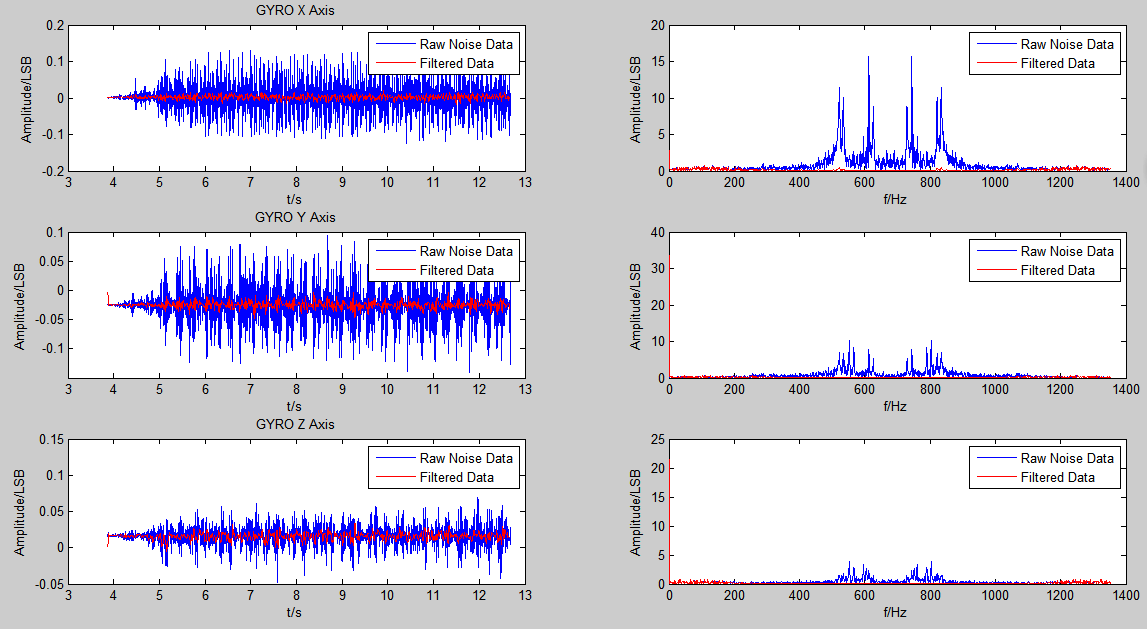 GYRO X Axis
0.2
0.1
0
-0.1
-0.2
Amplitude/LSB
Raw Noise Data
Filtered Data
3 4 5 6 7 8 9 10 11 12 13
t/s
20
15
10
5
0
Amplitude/LSB
Raw Noise Data
Filtered Data
0 200 400 600 800 1000 1200 1400
f/Hz
GYRO Y Axis
0.1
0.05
0
-0.05
-0.1
Amplitude/LSB
Raw Noise Data
Filtered Data
3 4 5 6 7 8 9 10 11 12 13
t/s
40
30
20
10
0
Amplitude/LSB
Raw Noise Data
Filtered Data
0 200 400 600 800 1000 1200 1400
f/Hz
GYRO Z Axis
0.15
0.1
0.05
0
-0.05
Amplitude/LSB
Raw Noise Data
Filtered Data
3 4 5 6 7 8 9 10 11 12 13
t/s
25
20
15
10
5
0
Amplitude/LSB
Raw Noise Data
Filtered Data
0 200 400 600 800 1000 1200 1400
f/Hz